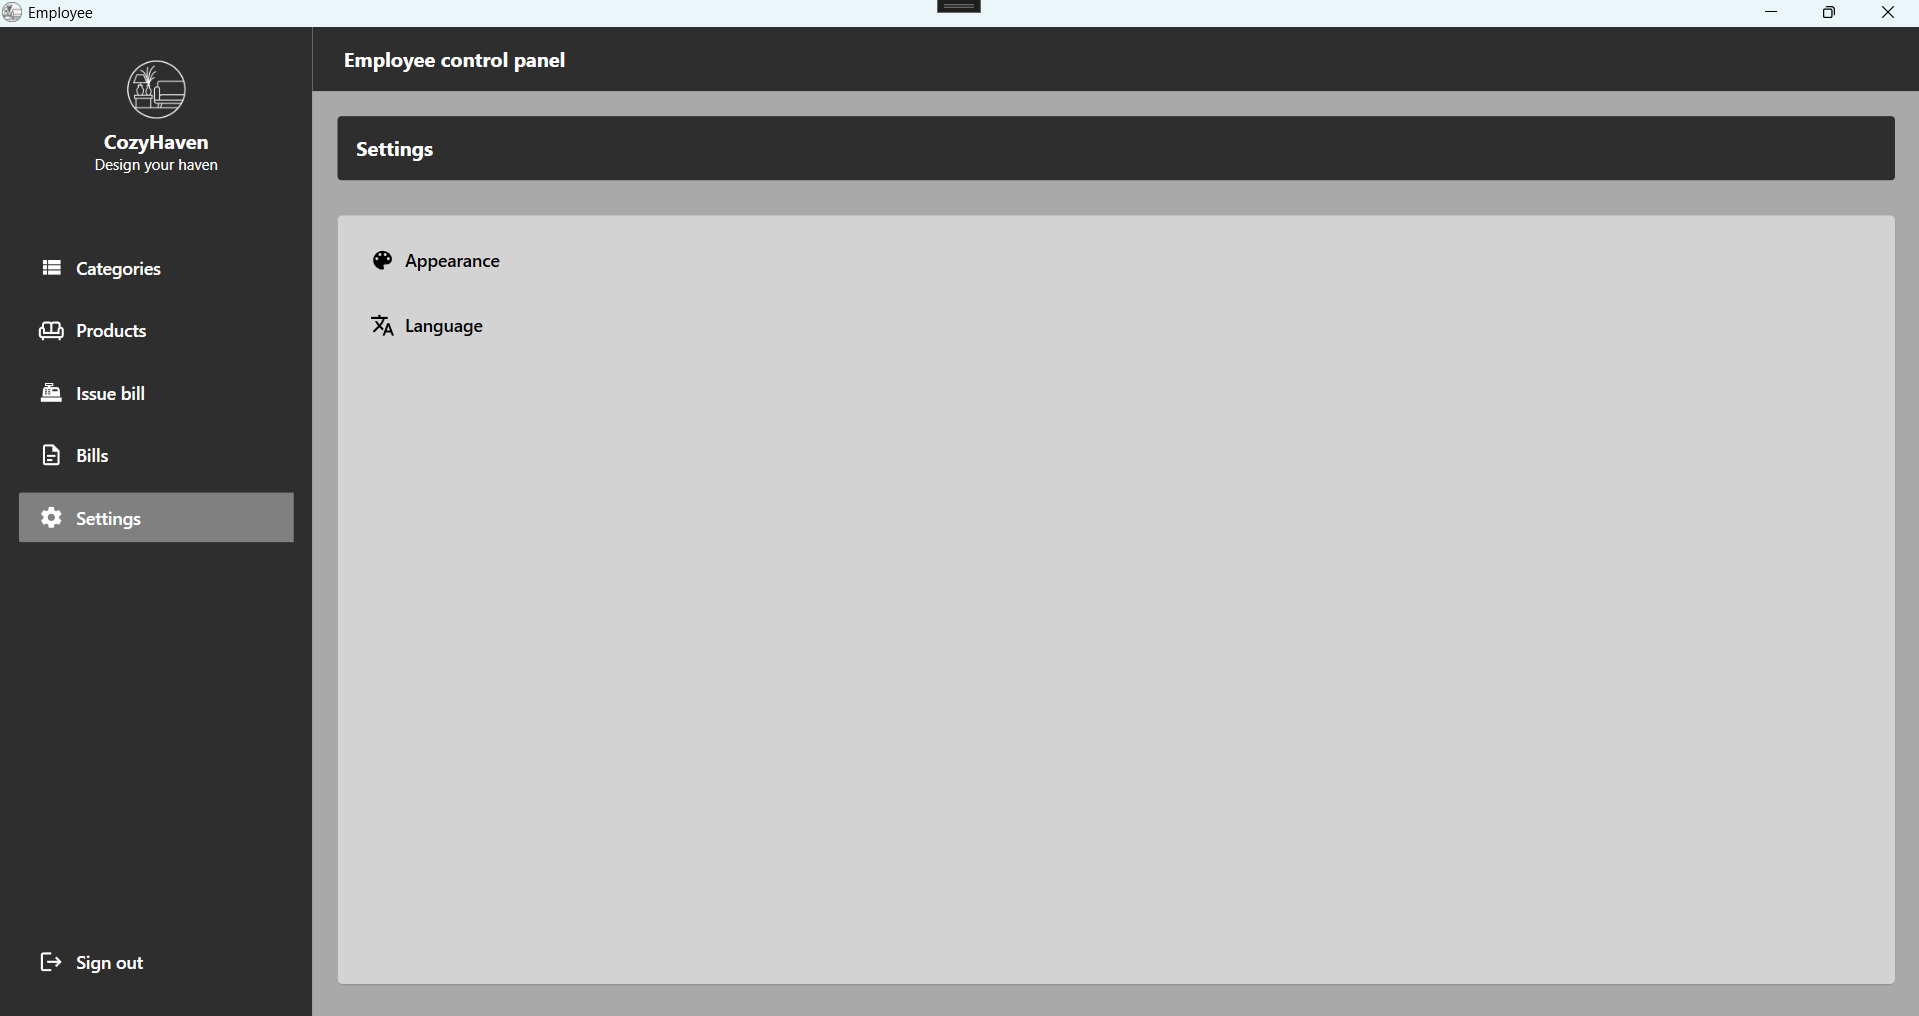 Employee
CozyHaven
Design your haven
Categories
Products
Issue bill
Bills
Settings
Sign out
Employee control panel
Settings
Appearance
Language